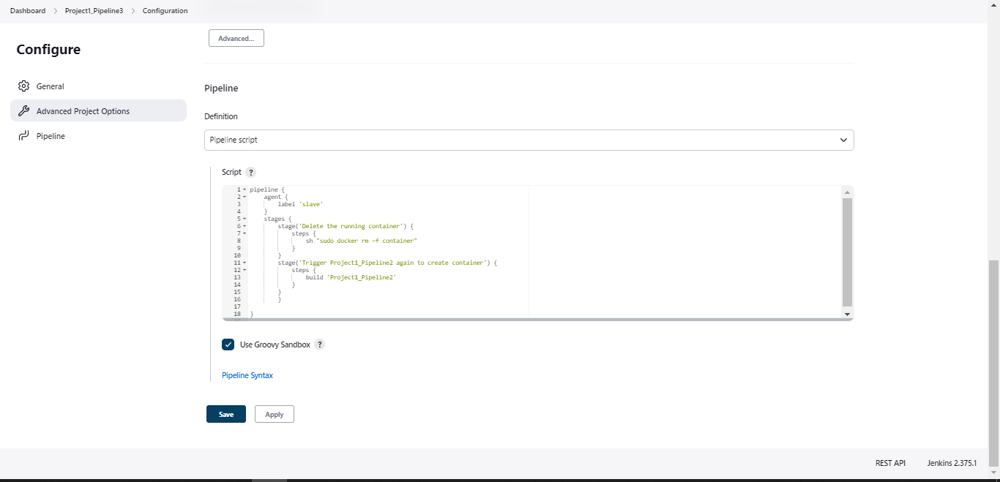 Dashboard > Project1_Pipeline3 > Configuration
Configure
General
Advanced Project Options
Pipeline
Advanced...
Pipeline
Definition
Pipeline script
Script ?
1 pipeline {
2     agent {
3         label 'slave'
4     }
5     stages {
6         stage('Delete the running container') {
7             steps {
8                 sh "sudo docker rm -f container"
9             }
10         }
11         stage('Trigger Project1_Pipeline2 again to create container') {
12             steps {
13                 build 'Project1_Pipeline2'
14             }
15         }
16         }
17
18 }
Use Groovy Sandbox ?
Pipeline Syntax
Save
Apply
REST API
Jenkins 2.375.1